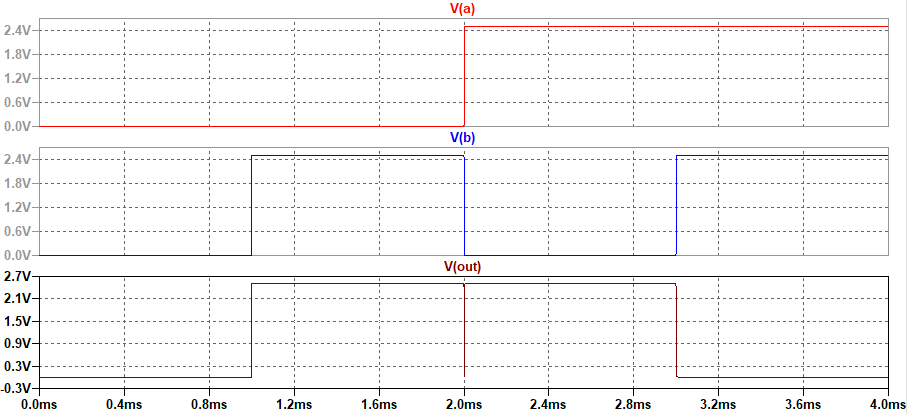 V(a)
2.4V
1.8V
1.2V
0.6V
0.0V
V(b)
2.4V
1.8V
1.2V
0.6V
0.0V
V(out)
2.7V
2.1V
1.5V
0.9V
0.3V
-0.3V
0.0ms 0.4ms 0.8ms 1.2ms 1.6ms 2.0ms 2.4ms 2.8ms 3.2ms 3.6ms 4.0ms